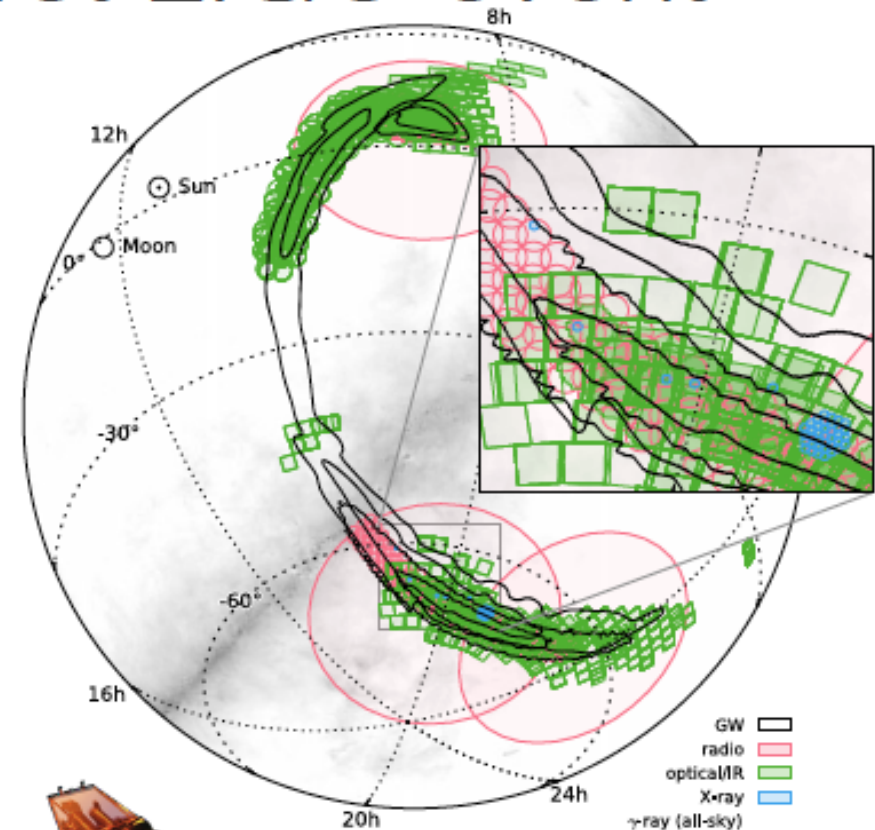 8h
12h
Sun
Moon
0°
-30°
-60°
16h
20h
24h
GW
radio
optical/IR
X-ray
γ-ray (all-sky)